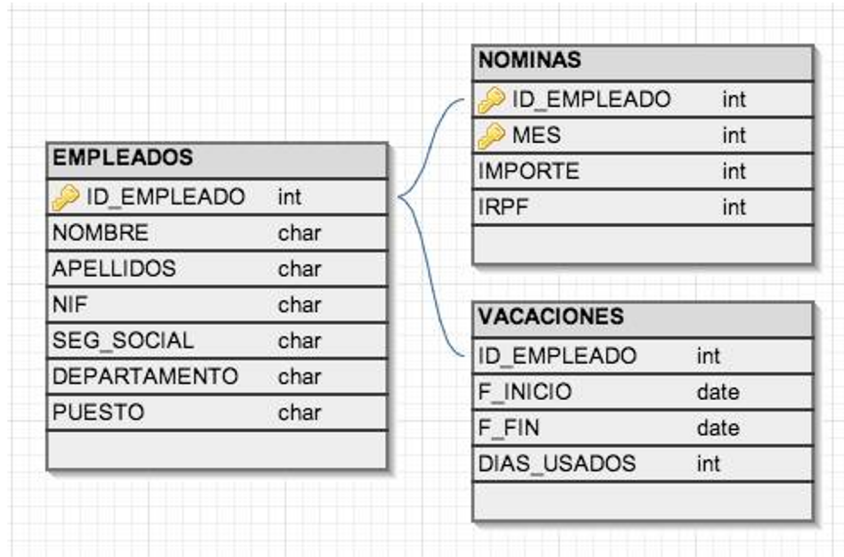 EMPLEADOS
ID_EMPLEADO int
NOMBRE char
APELLIDOS char
NIF char
SEG_SOCIAL char
DEPARTAMENTO char
PUESTO char
NOMINAS
ID_EMPLEADO int
MES int
IMPORTE int
IRPF int
VACACIONES
ID_EMPLEADO int
F_INICIO date
F_FIN date
DIAS_USADOS int